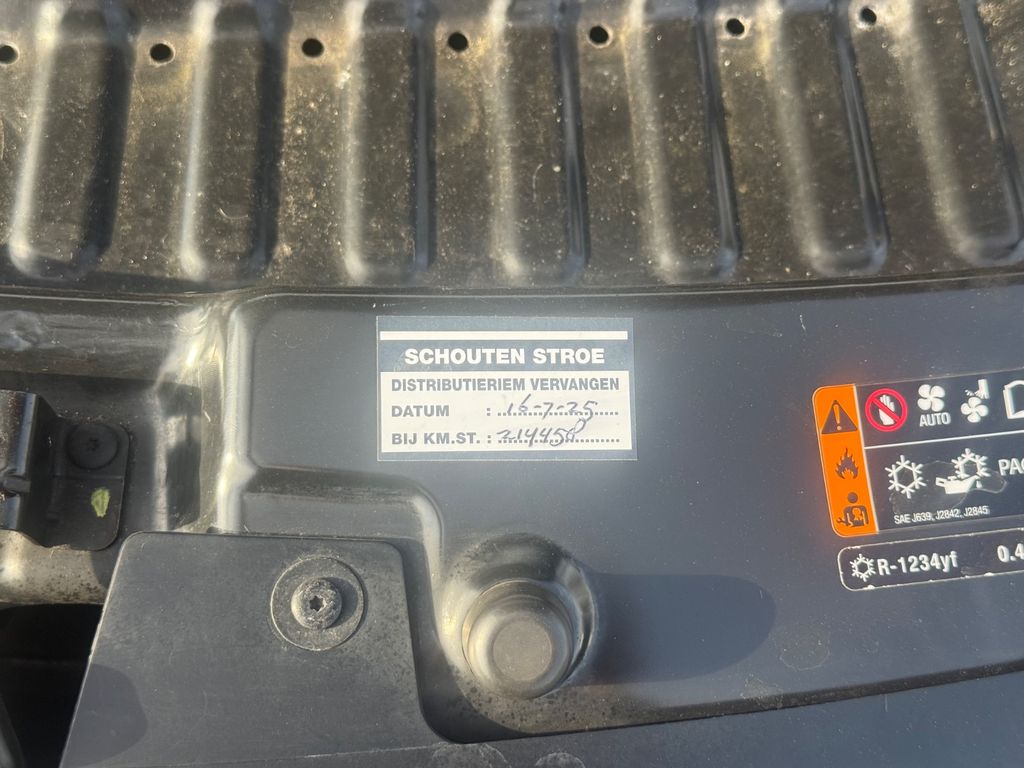 SCHOUTEN STROE
DISTRIBUTIERIEM VERVANGEN
DATUM : 16-7-25
BIJ KM.ST. : 214458
AUTO
PAG
SAE J639, J2842, J2845
R-1234yf 0.4